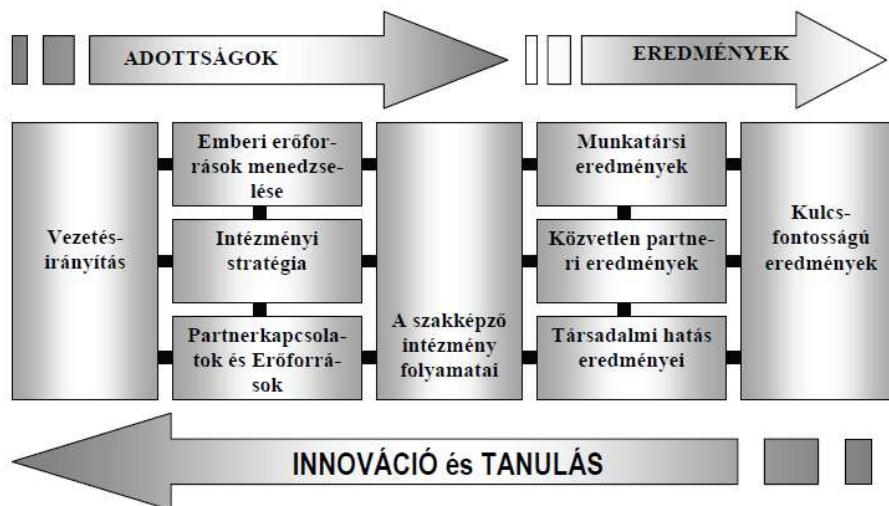 ADOTTSÁGOK
EREDMÉNYEK
Vezetés-
irányítás
Emberi erőfor-
rások menedzse-
lése
Intézményi
stratégia
Partnerkapcsola-
tok és Erőforrá-
sok
A szakképző
intézmény
folyamatai
Munkatársi
eredmények
Közvetlen partne-
ri eredmények
Társadalmi hatás
eredményei
Kulcs-
fontosságú
eredmények
INNOVÁCIÓ és TANULÁS